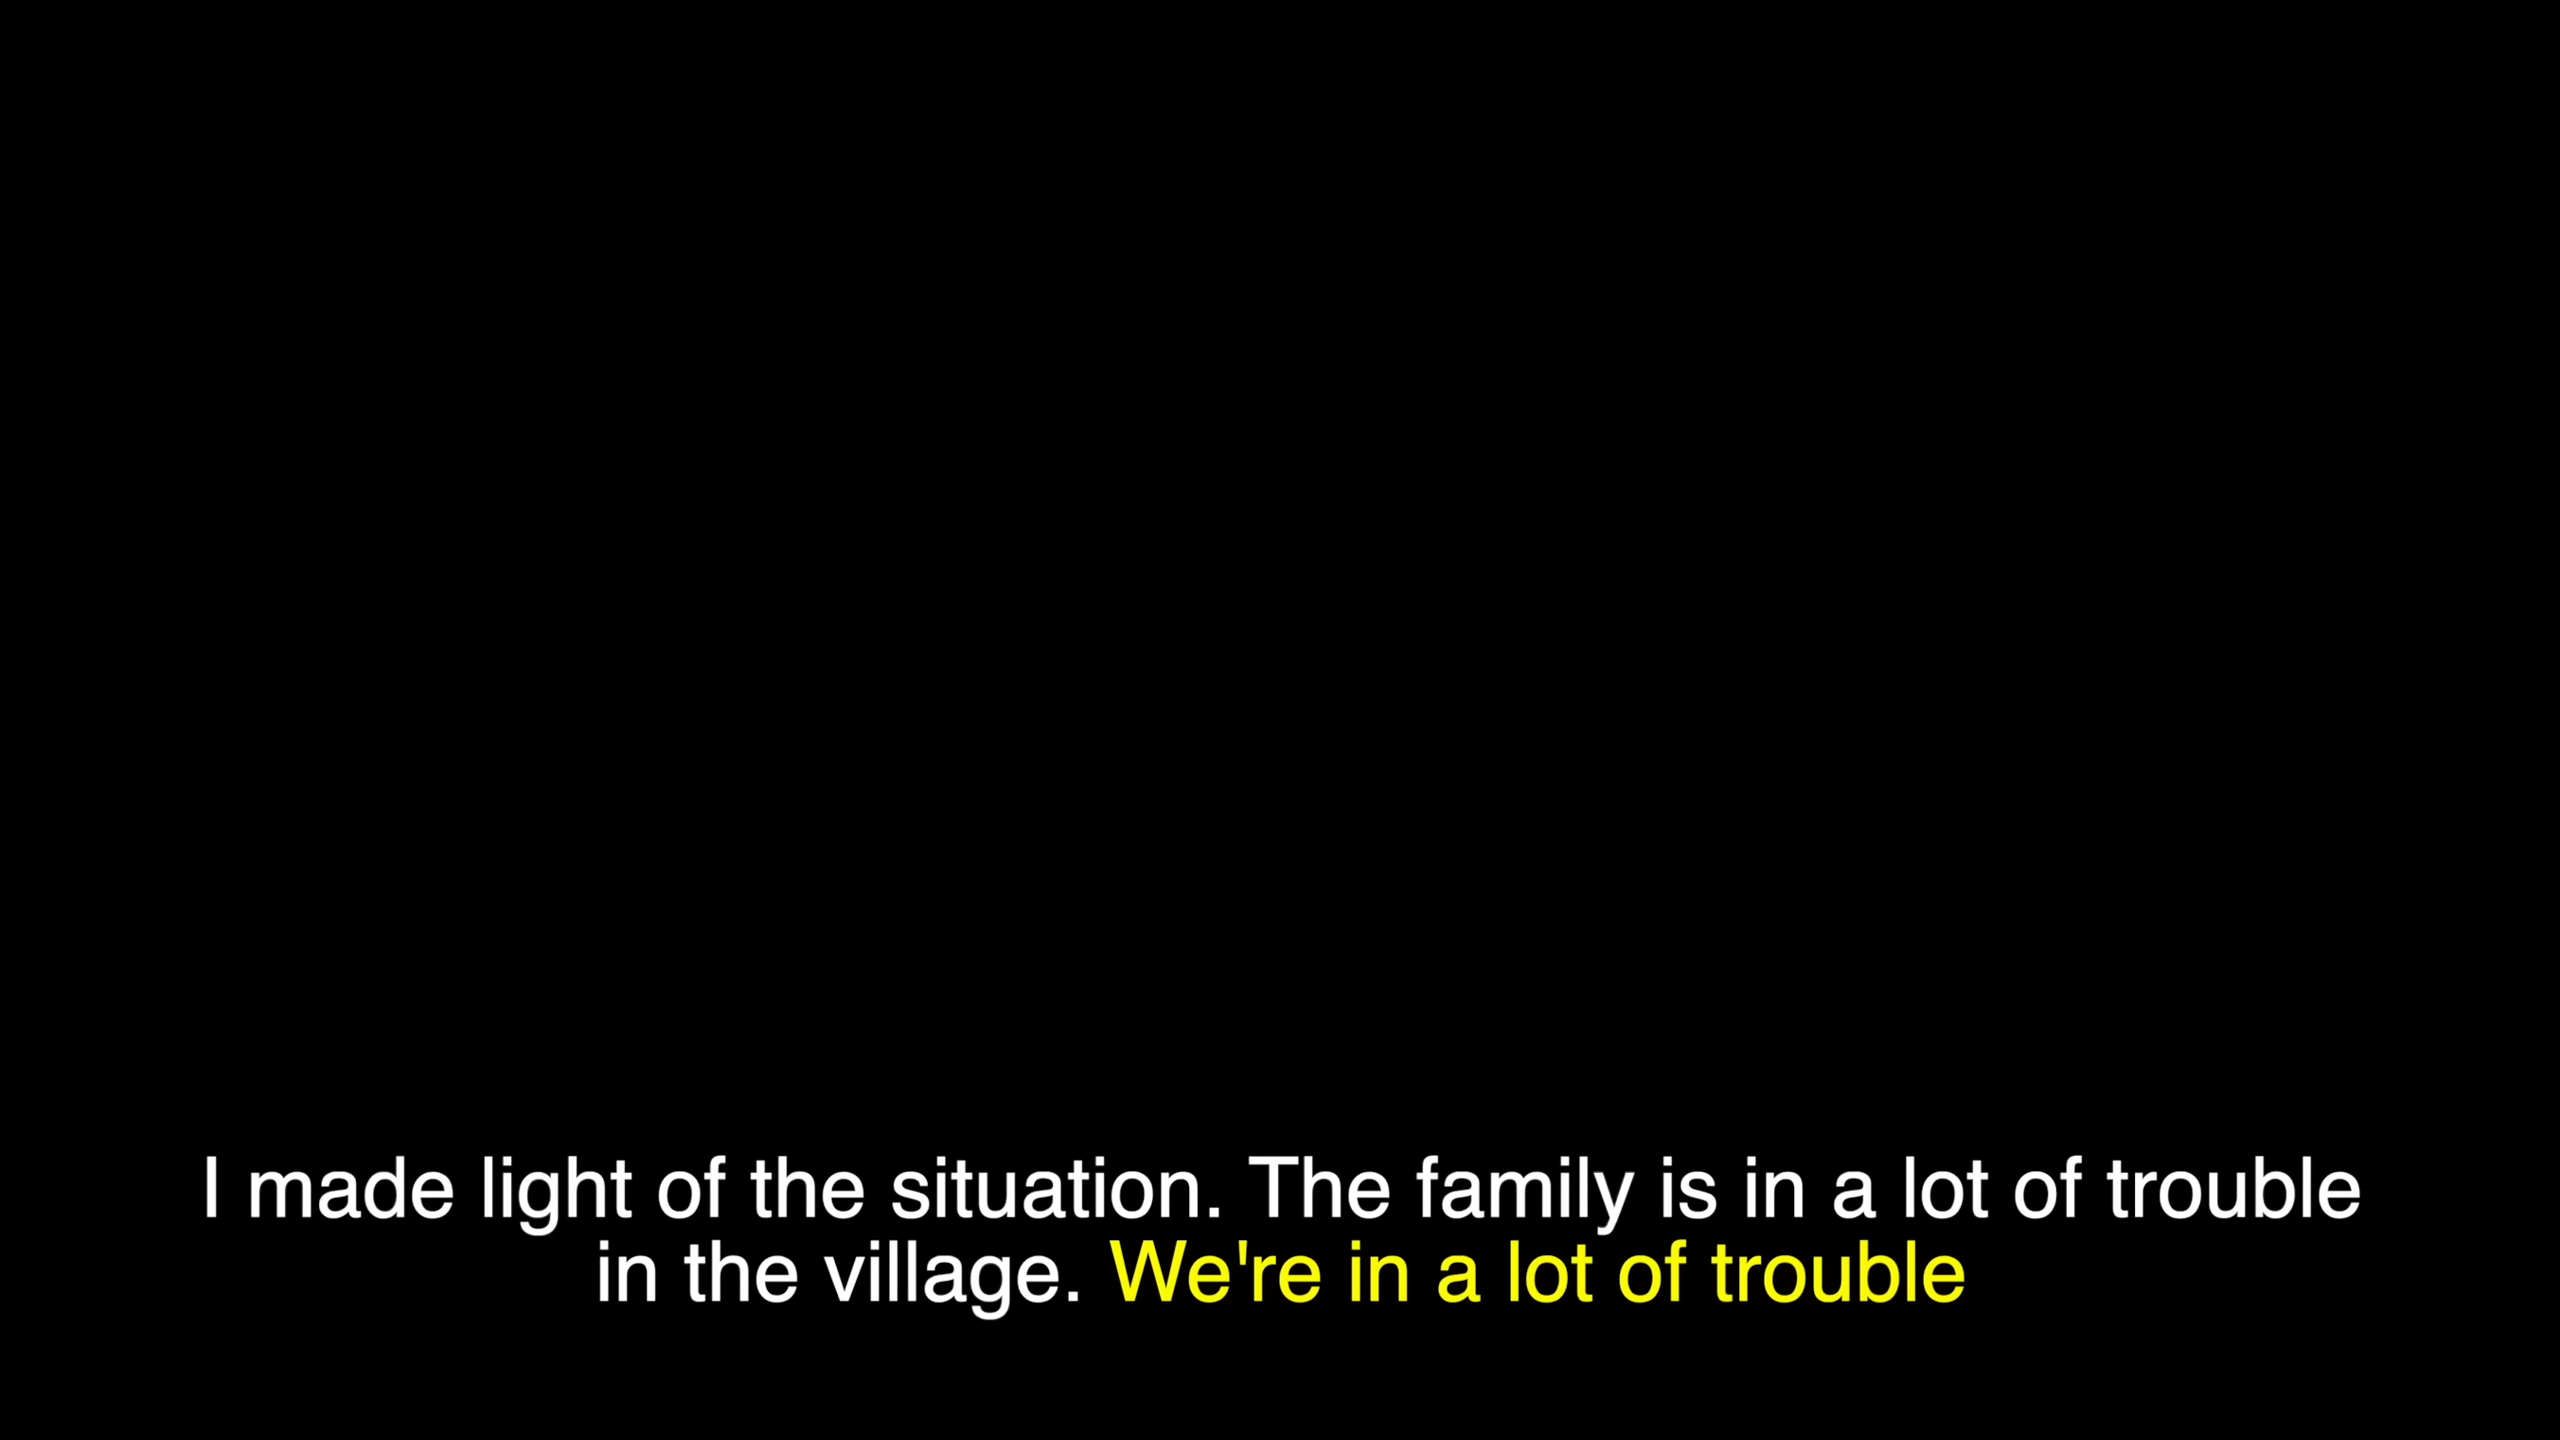 I made light of the situation. The family is in a lot of trouble
in the village. We're in a lot of trouble